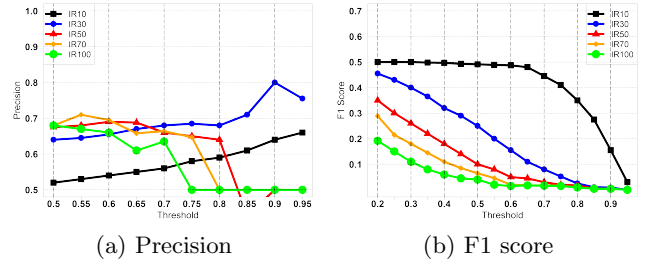 1.0
0.9
0.8
0.7
0.6
0.5
Precision
IR10
IR30
IR50
IR70
IR100
0.5 0.55 0.6 0.65 0.7 0.75 0.8 0.85 0.9 0.95
Threshold
(a) Precision
0.7
0.6
0.5
0.4
0.3
0.2
0.1
F1 Score
IR10
IR30
IR50
IR70
IR100
0.2 0.3 0.4 0.5 0.6 0.7 0.8 0.9
Threshold
(b) F1 score